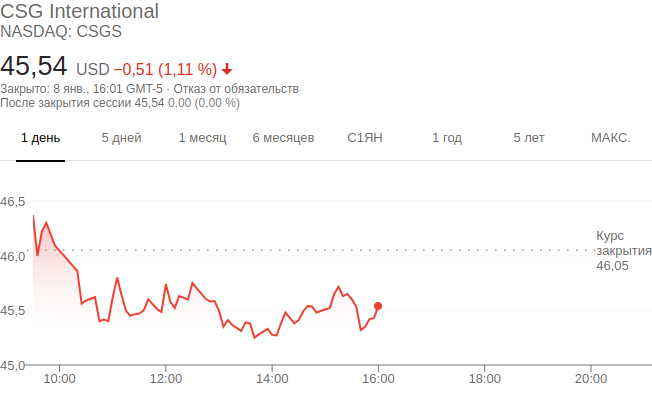 CSG International
NASDAQ: CSGS
45,54 USD −0,51 (1,11 %)
Закрыто: 8 янв., 16:01 GMT-5 · Отказ от обязательств
После закрытия сессии 45,54 0,00 (0,00 %)
1 день 5 дней 1 месяц 6 месяцев С1ЯН 1 год 5 лет МАКС.
46,5
Курс
закрытия
46,05
46,0
45,5
45,0
10:00 12:00 14:00 16:00 18:00 20:00